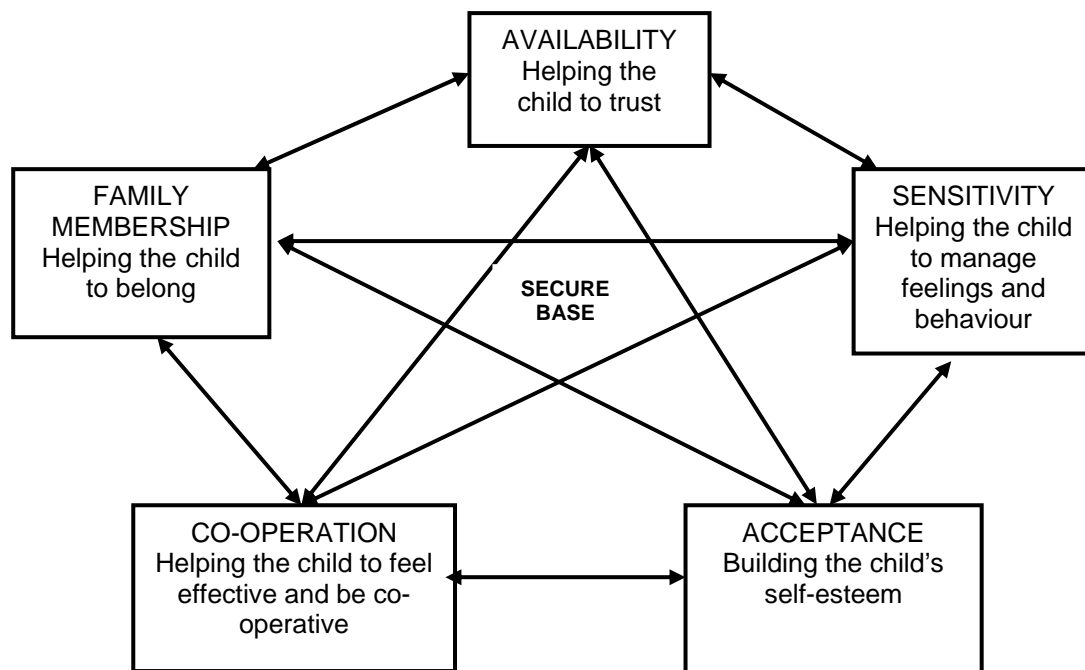 AVAILABILITY
Helping the
child to trust
FAMILY
MEMBERSHIP
Helping the child
to belong
SENSITIVITY
Helping the child
to manage
feelings and
behaviour
SECURE
BASE
CO-OPERATION
Helping the child to feel
effective and be co-
operative
ACCEPTANCE
Building the child’s
self-esteem